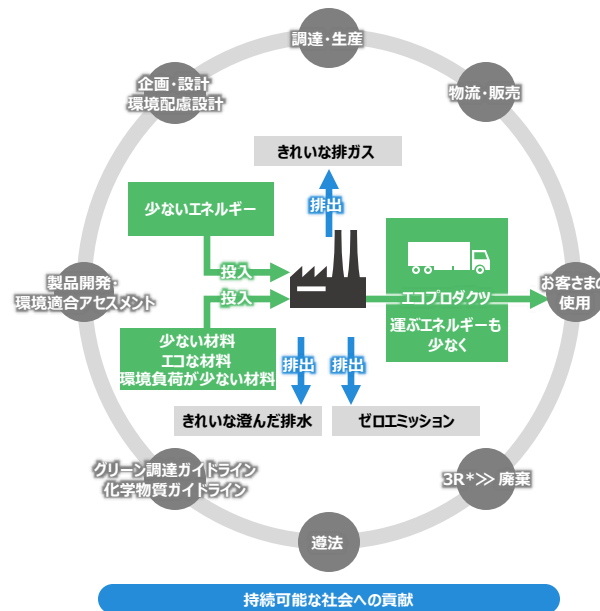 調達・生産
企画・設計
環境配慮設計
物流・販売
きれいな排ガス
排出
少ないエネルギー
投入
投入
エコプロダクツ
運ぶエネルギーも
少なく
製品開発・
環境適合アセスメント
お客さまの
使用
少ない材料
エコな材料
環境負荷が少ない材料
排出
排出
きれいな澄んだ排水
ゼロエミッション
グリーン調達ガイドライン
化学物質ガイドライン
3R*≫ 廃棄
遵法
持続可能な社会への貢献